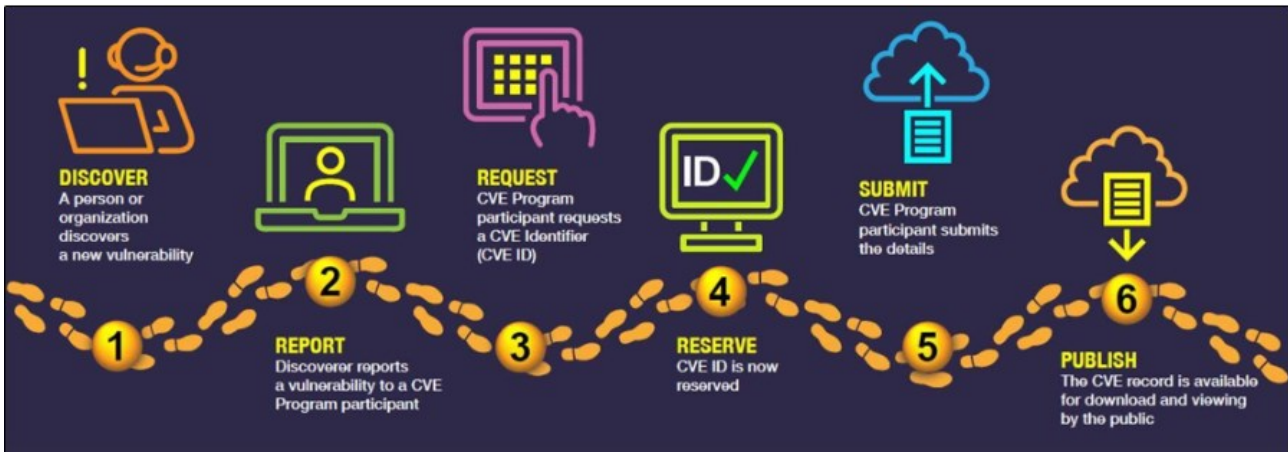 !
DISCOVER
A person or
organization
discovers
a new vulnerability
1
2
REPORT
Discoverer reports
a vulnerability to a CVE
Program participant
REQUEST
CVE Program
participant requests
a CVE Identifier
(CVE ID)
3
ID
4
RESERVE
CVE ID is now
reserved
SUBMIT
CVE Program
participant submits
the details
5
6
PUBLISH
The CVE record is available
for download and viewing
by the public